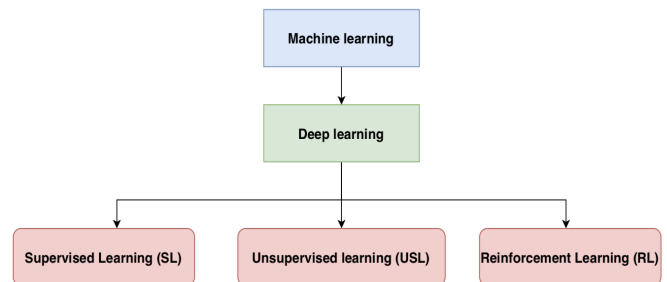 Machine learning
Deep learning
Supervised Learning (SL)
Unsupervised learning (USL)
Reinforcement Learning (RL)